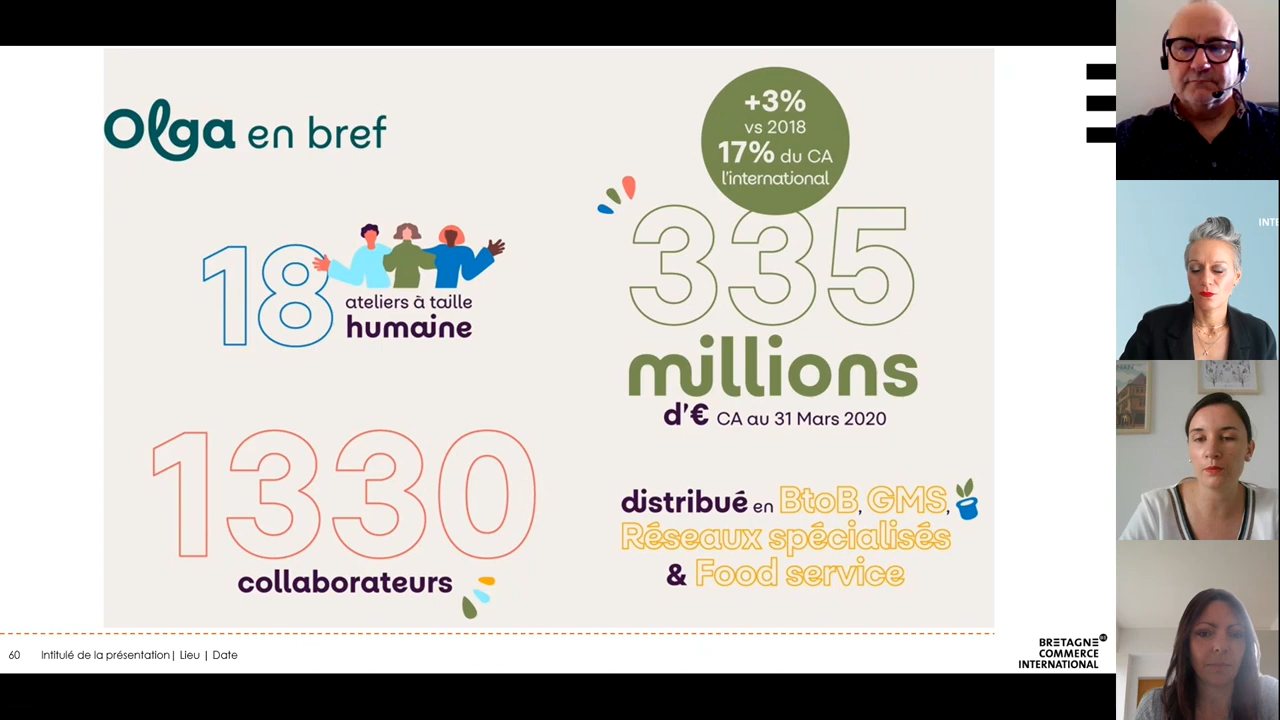 Olga en bref
18
ateliers à taille
humaine
1330
collaborateurs
+3%
vs 2018
17% du CA
l'international
335
millions
d'€ CA au 31 Mars 2020
distribué en BtoB, GMS,
Réseaux spécialisés
& Food service
60 Intitulé de la présentation| Lieu | Date
BRETAGNE
COMMERCE
INTERNATIONAL
INTE